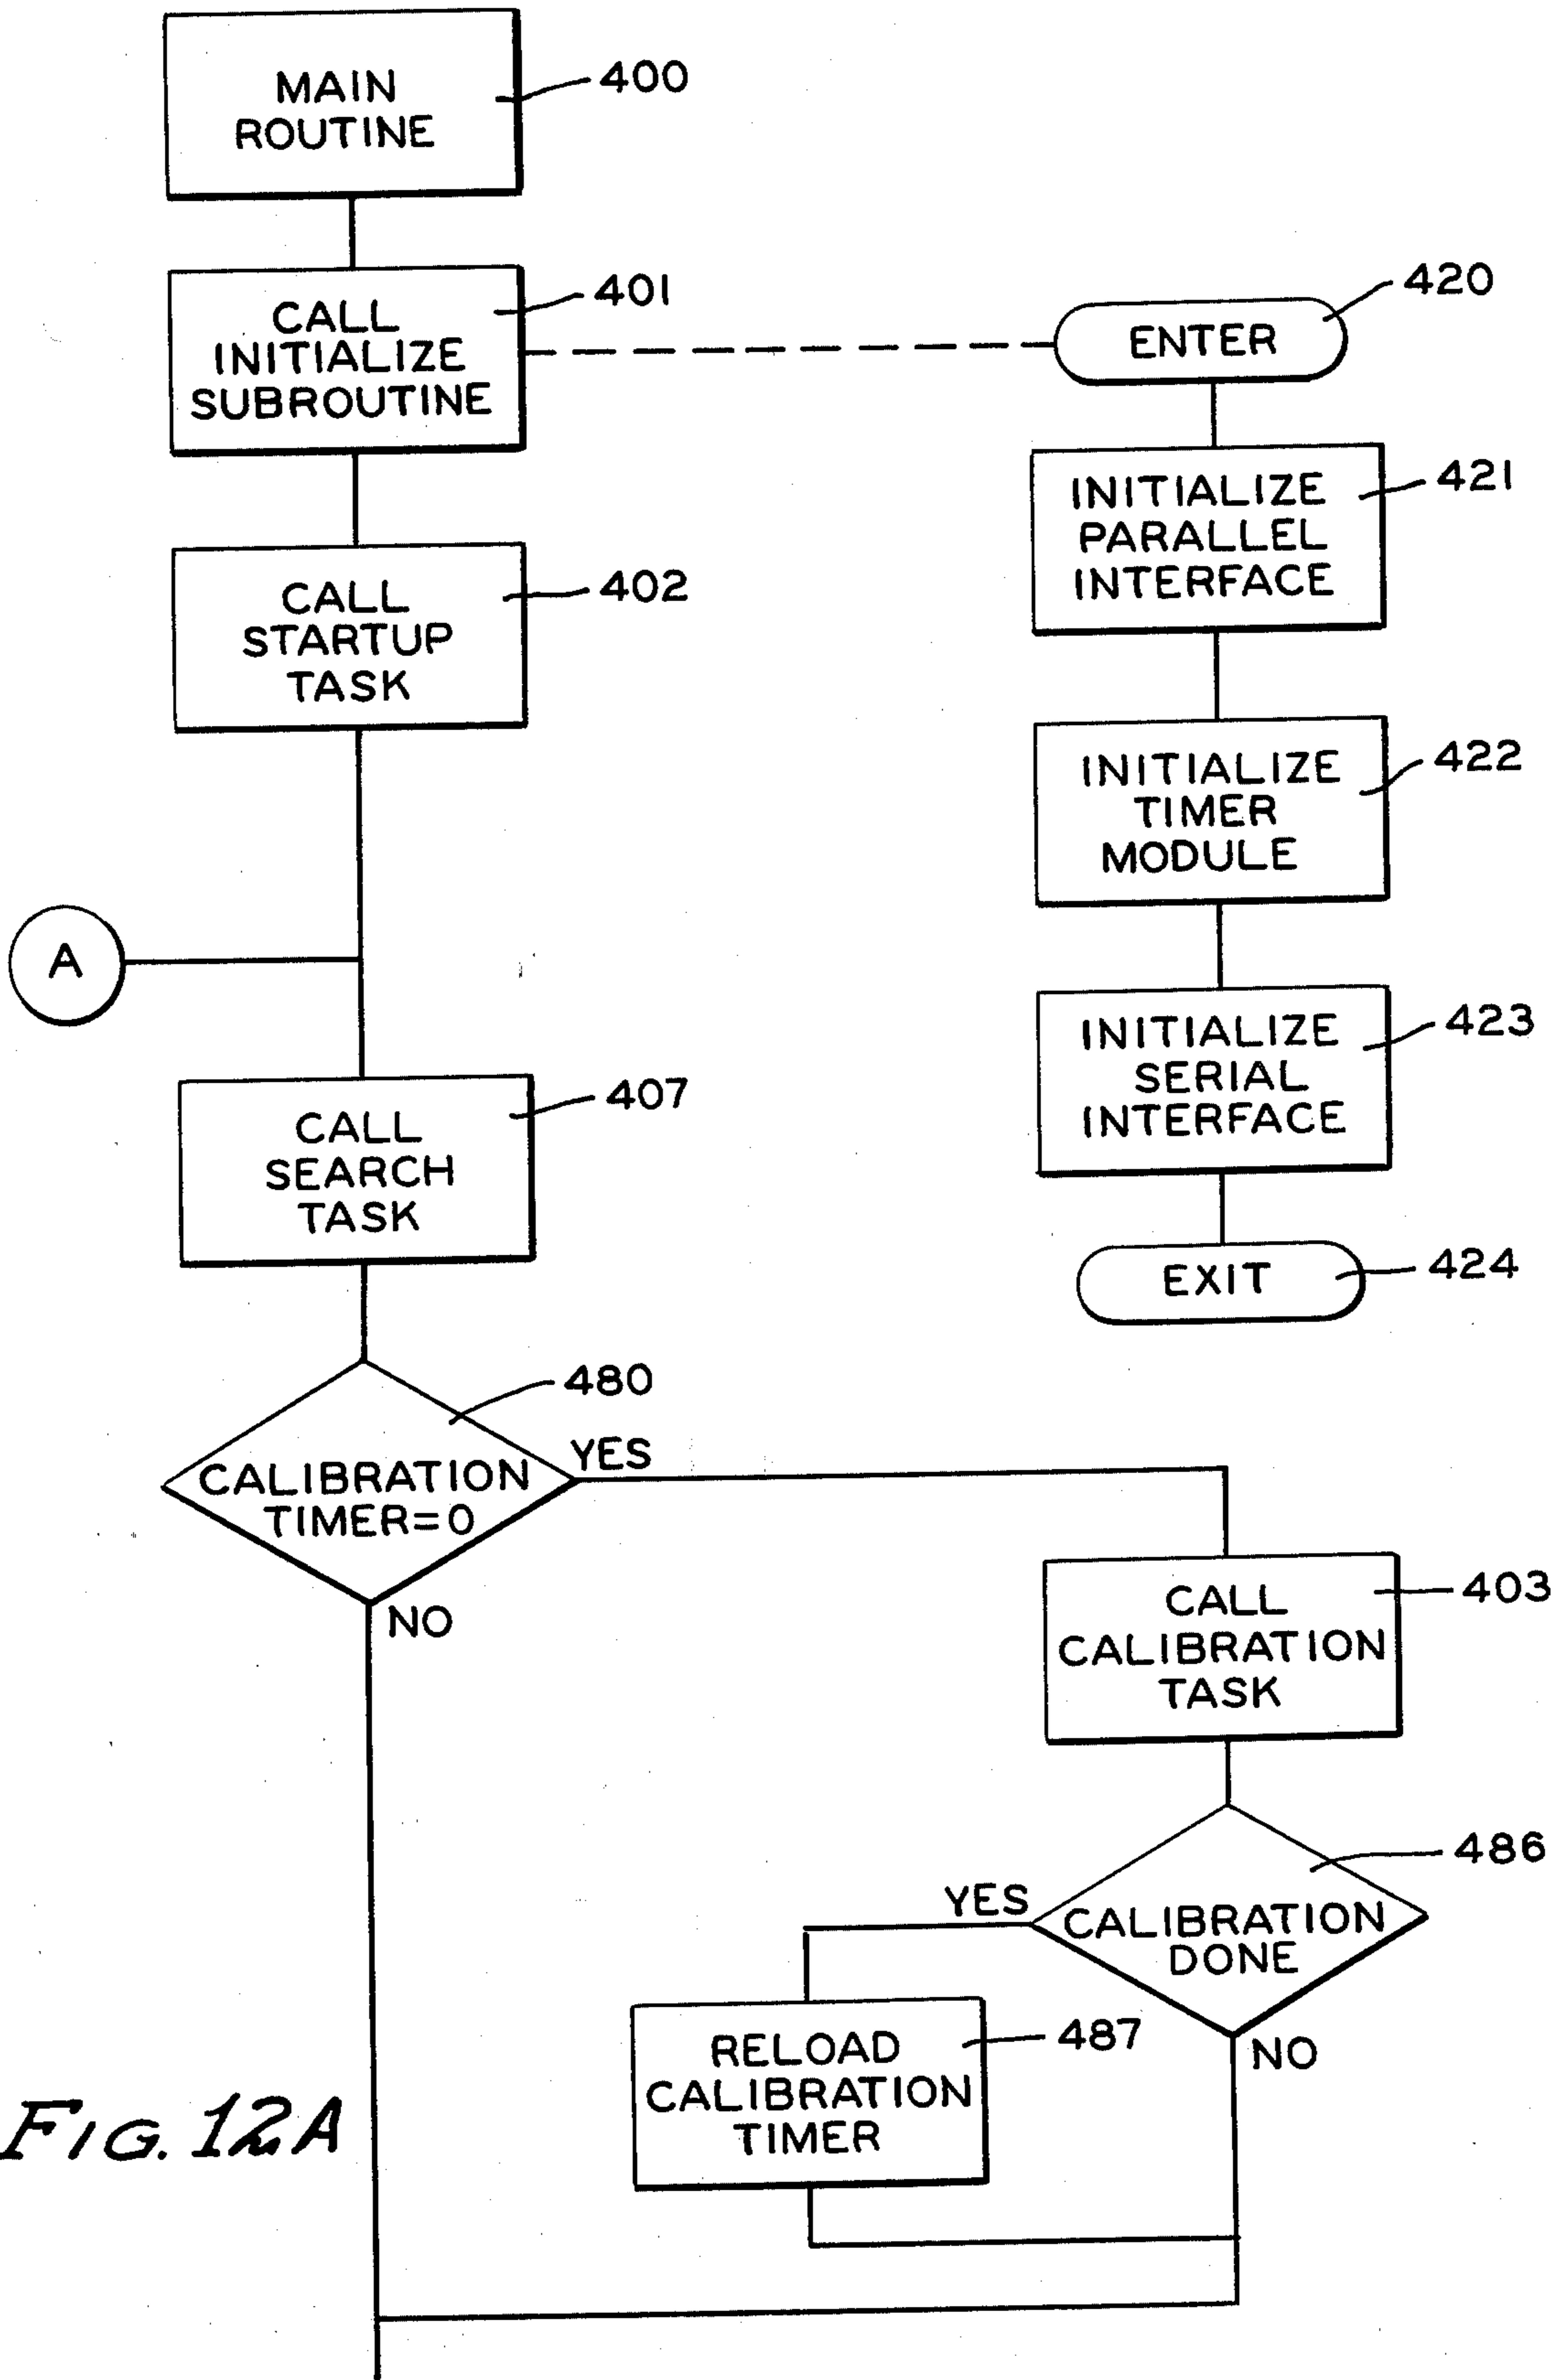 MAIN
ROUTINE
400
CALL
INITIALIZE
SUBROUTINE
401
ENTER
420
INITIALIZE
PARALLEL
INTERFACE
421
CALL
STARTUP
TASK
402
INITIALIZE
TIMER
MODULE
422
A
INITIALIZE
SERIAL
INTERFACE
423
CALL
SEARCH
TASK
407
EXIT
424
CALIBRATION
TIMER=0
480
YES
NO
CALL
CALIBRATION
TASK
403
CALIBRATION
DONE
486
YES
NO
RELOAD
CALIBRATION
TIMER
487
FIG. 12A